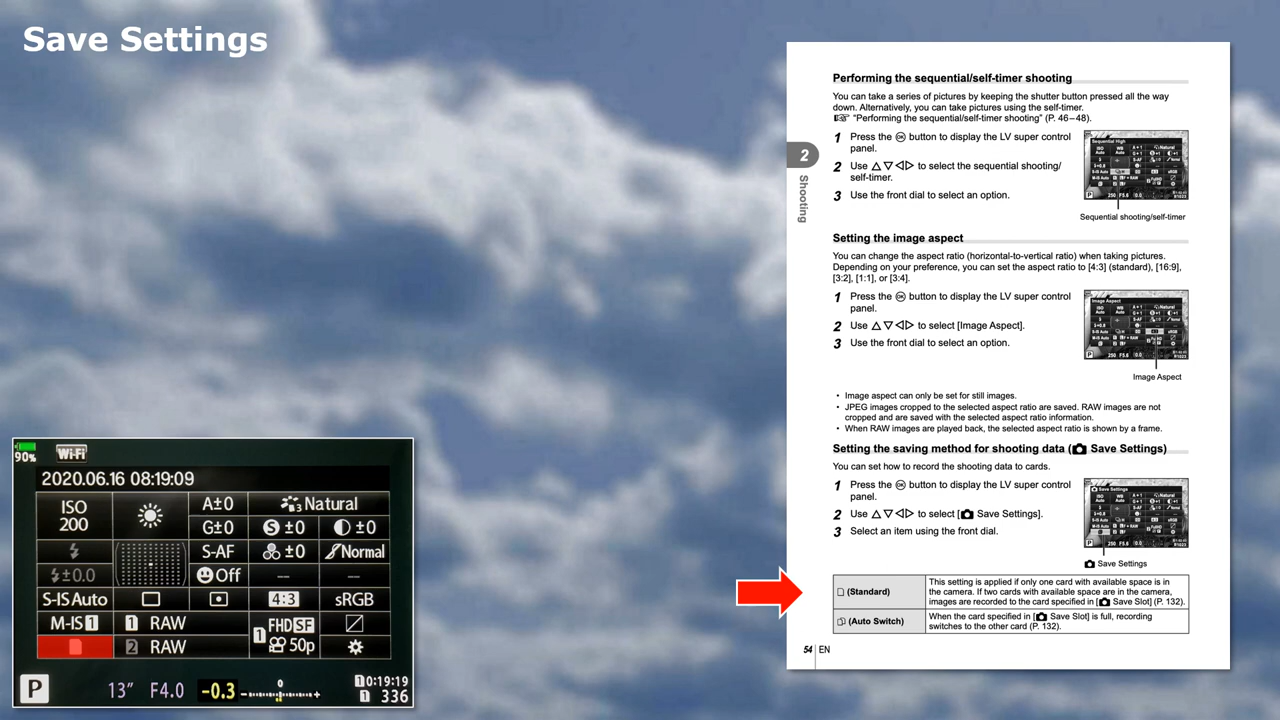 Save Settings
Performing the sequential/self-timer shooting
You can take a series of pictures by keeping the shutter button pressed all the way
down. Alternatively, you can take pictures using the self-timer.
"Performing the sequential/self-timer shooting" (P. 46–48).
1 Press the OK button to display the LV super control
panel.
2 Use △▽◁▷ to select the sequential shooting/
self-timer.
3 Use the front dial to select an option.
Sequential shooting/self-timer
2
Shooting
Setting the image aspect
You can change the aspect ratio (horizontal-to-vertical ratio) when taking pictures.
Depending on your preference, you can set the aspect ratio to [4:3] (standard), [16:9],
[3:2], [1:1], or [3:4].
1 Press the OK button to display the LV super control
panel.
2 Use △▽◁▷ to select [Image Aspect].
3 Use the front dial to select an option.
Image Aspect
• Image aspect can only be set for still images.
• JPEG images cropped to the selected aspect ratio are saved. RAW images are not
cropped and are saved with the selected aspect ratio information.
• When RAW images are played back, the selected aspect ratio is shown by a frame.
Setting the saving method for shooting data ( Save Settings)
You can set how to record the shooting data to cards.
1 Press the OK button to display the LV super control
panel.
2 Use △▽◁▷ to select [ Save Settings].
3 Select an item using the front dial.
Save Settings
(Standard)
This setting is applied if only one card with available space is in
the camera. If two cards with available space are in the camera,
images are recorded to the card specified in [ Save Slot] (P. 132).
(Auto Switch)
When the card specified in [ Save Slot] is full, recording
switches to the other card (P. 132).
54 EN
90% Wi-Fi
2020.06.16 08:19:09
ISO 200 A±0 3 Natural
G±0 S ±0 ±0
S-AF ±0 Normal
±0.0 Off -- --
S-IS Auto 4:3 sRGB
M-IS 1 1 RAW 1 FHD SF
2 RAW 50p
P 13" F4.0 -0.3 - 0 + 1 0:19:19
1 336